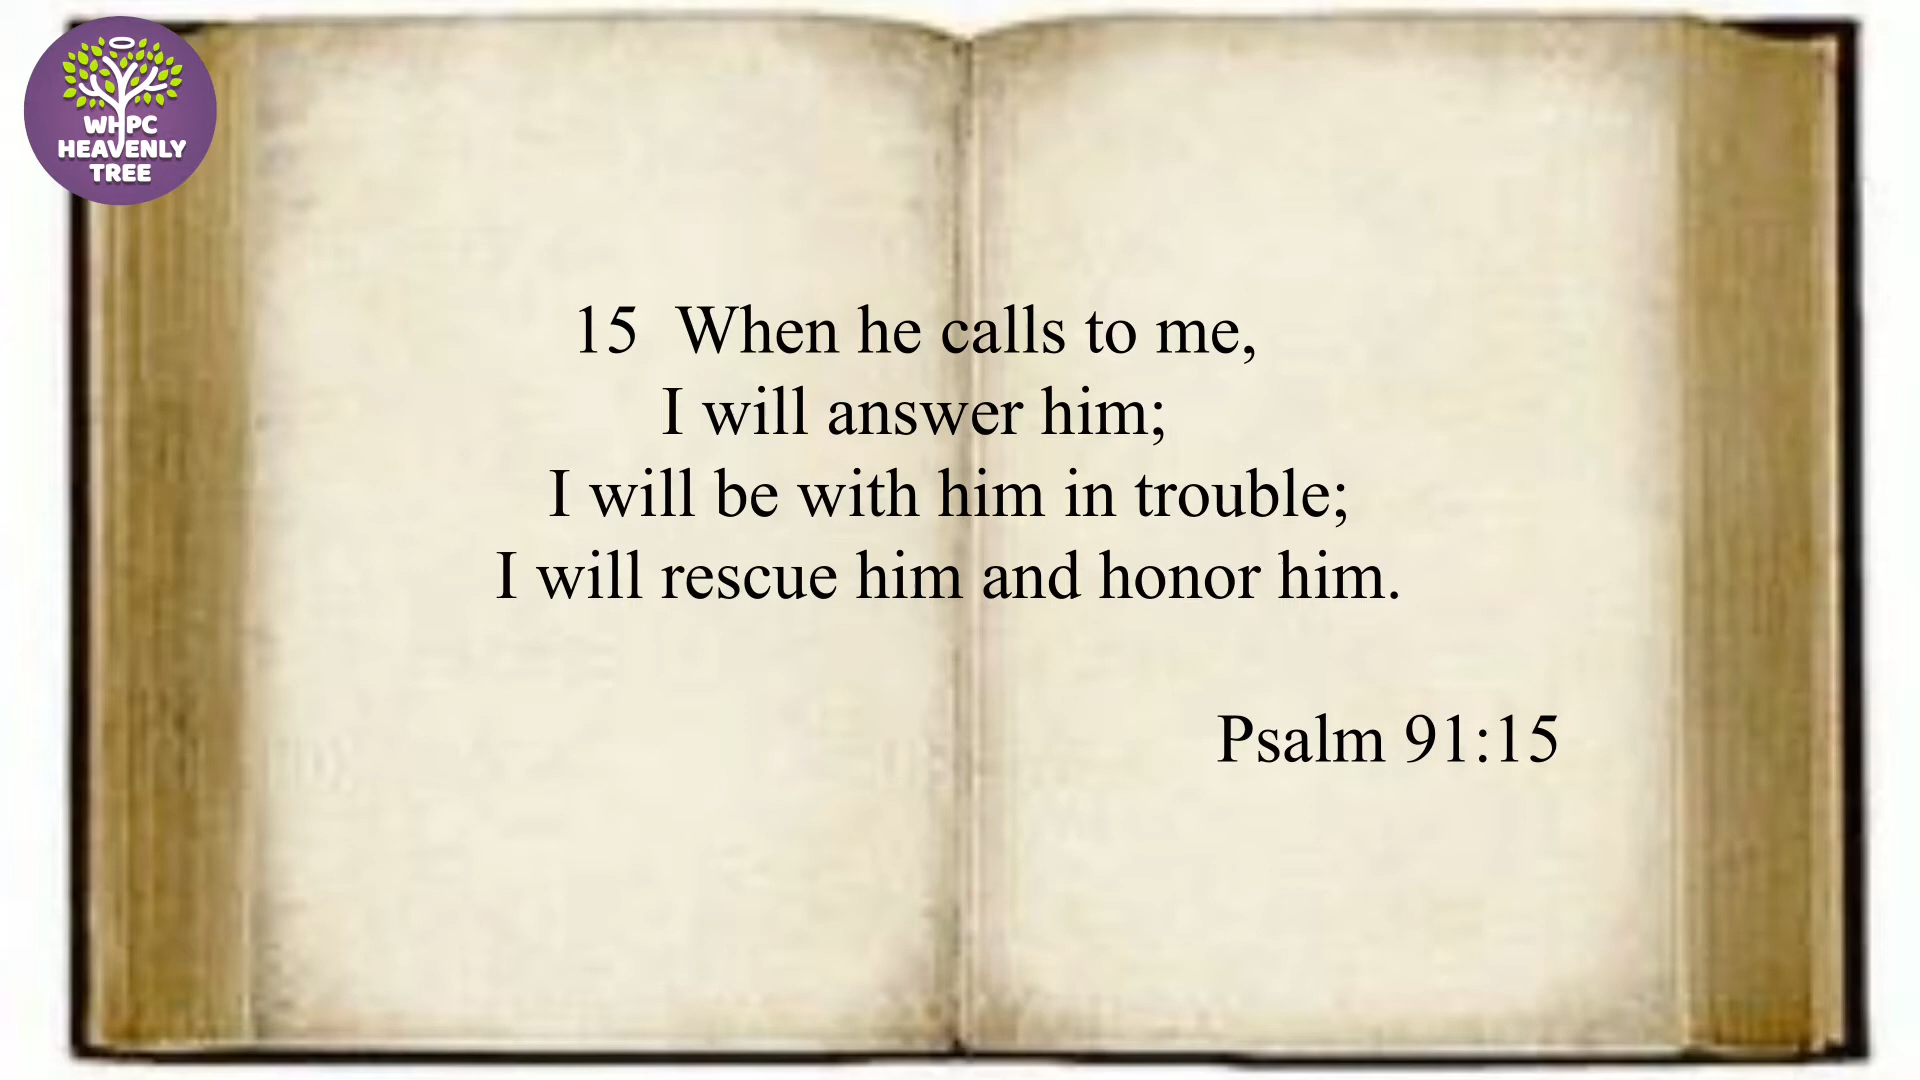 WHPC
HEAVENLY
TREE
15 When he calls to me,
I will answer him;
I will be with him in trouble;
I will rescue him and honor him.
Psalm 91:15